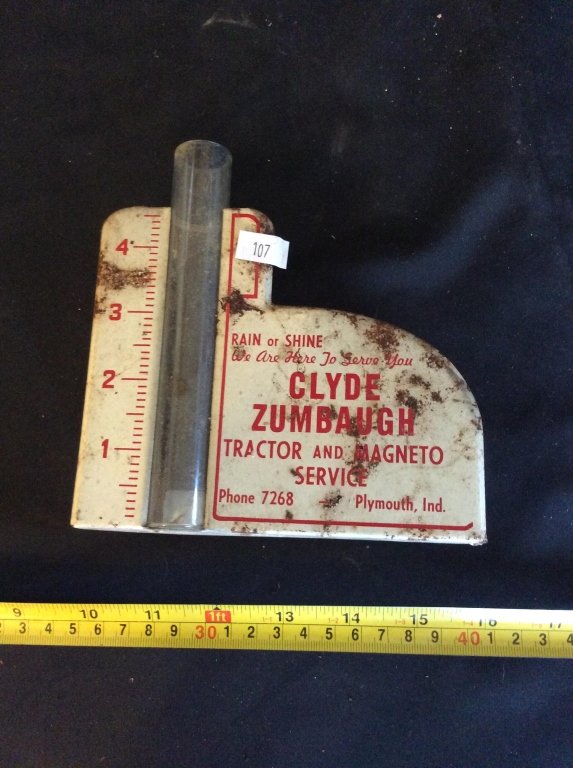 107
4
3
2
1
RAIN or SHINE
We Are Here To Serve You
CLYDE
ZUMBAUGH
TRACTOR AND MAGNETO
SERVICE
Phone 7268 Plymouth, Ind.
9 10 11 1ft 13 14 15 16 17
3 4 5 6 7 8 9 30 1 2 3 4 5 6 7 8 9 40 1 2 3 4